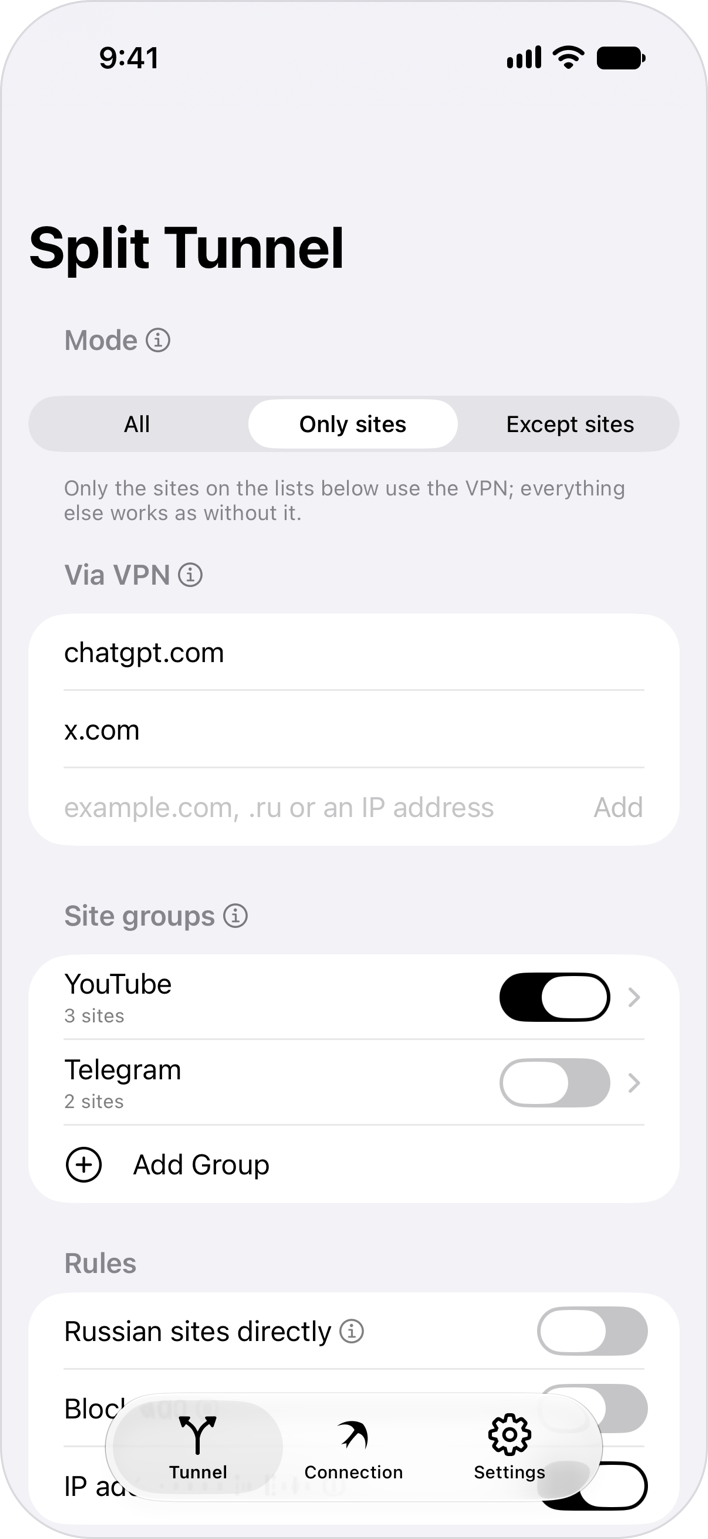 9:41
Split Tunnel
Mode
All
Only sites
Except sites
Only the sites on the lists below use the VPN; everything
else works as without it.
Via VPN
chatgpt.com
x.com
example.com, .ru or an IP address
Add
Site groups
YouTube
3 sites
Telegram
2 sites
Add Group
Rules
Russian sites directly
IP
Tunnel
Connection
Settings